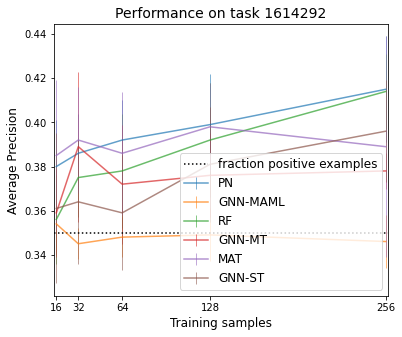 Performance on task 1614292
Average Precision
0.44
0.42
0.40
0.38
0.36
0.34
fraction positive examples
PN
GNN-MAML
RF
GNN-MT
MAT
GNN-ST
16 32 64 128 256
Training samples